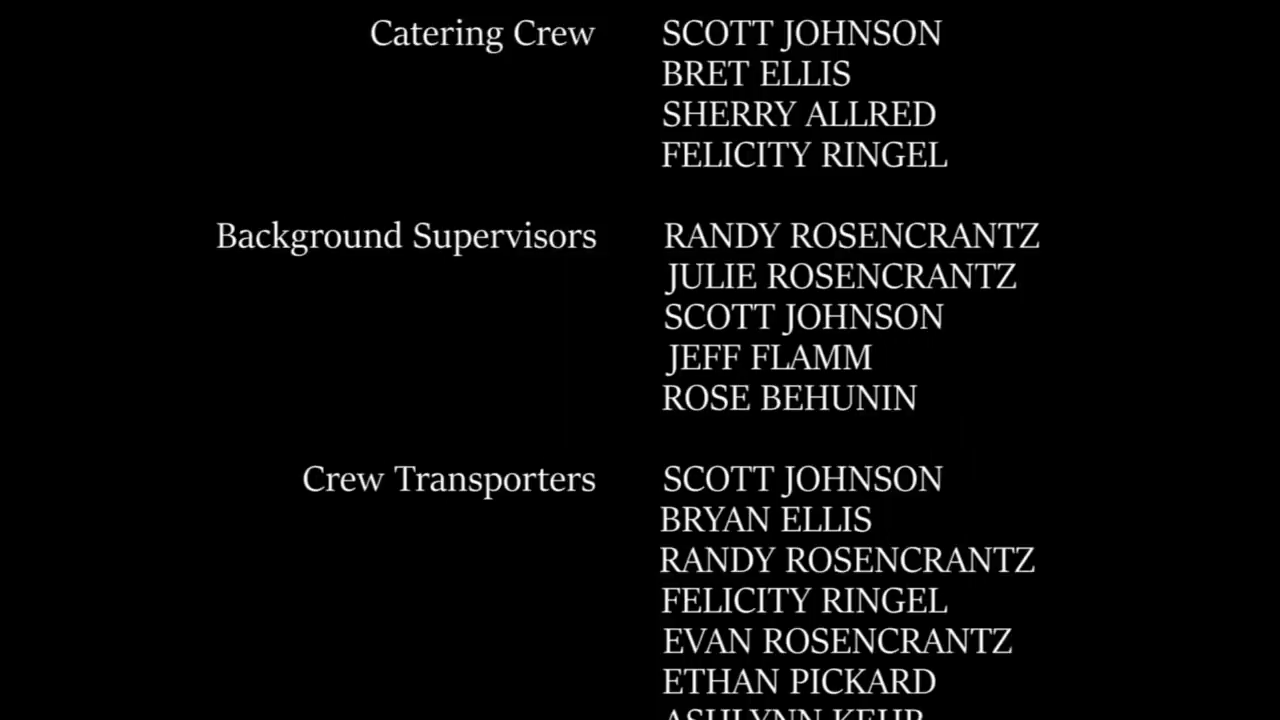 Catering Crew SCOTT JOHNSON
BRET ELLIS
SHERRY ALLRED
FELICITY RINGEL
Background Supervisors RANDY ROSENCRANTZ
JULIE ROSENCRANTZ
SCOTT JOHNSON
JEFF FLAMM
ROSE BEHUNIN
Crew Transporters SCOTT JOHNSON
BRYAN ELLIS
RANDY ROSENCRANTZ
FELICITY RINGEL
EVAN ROSENCRANTZ
ETHAN PICKARD
ASHLYNN